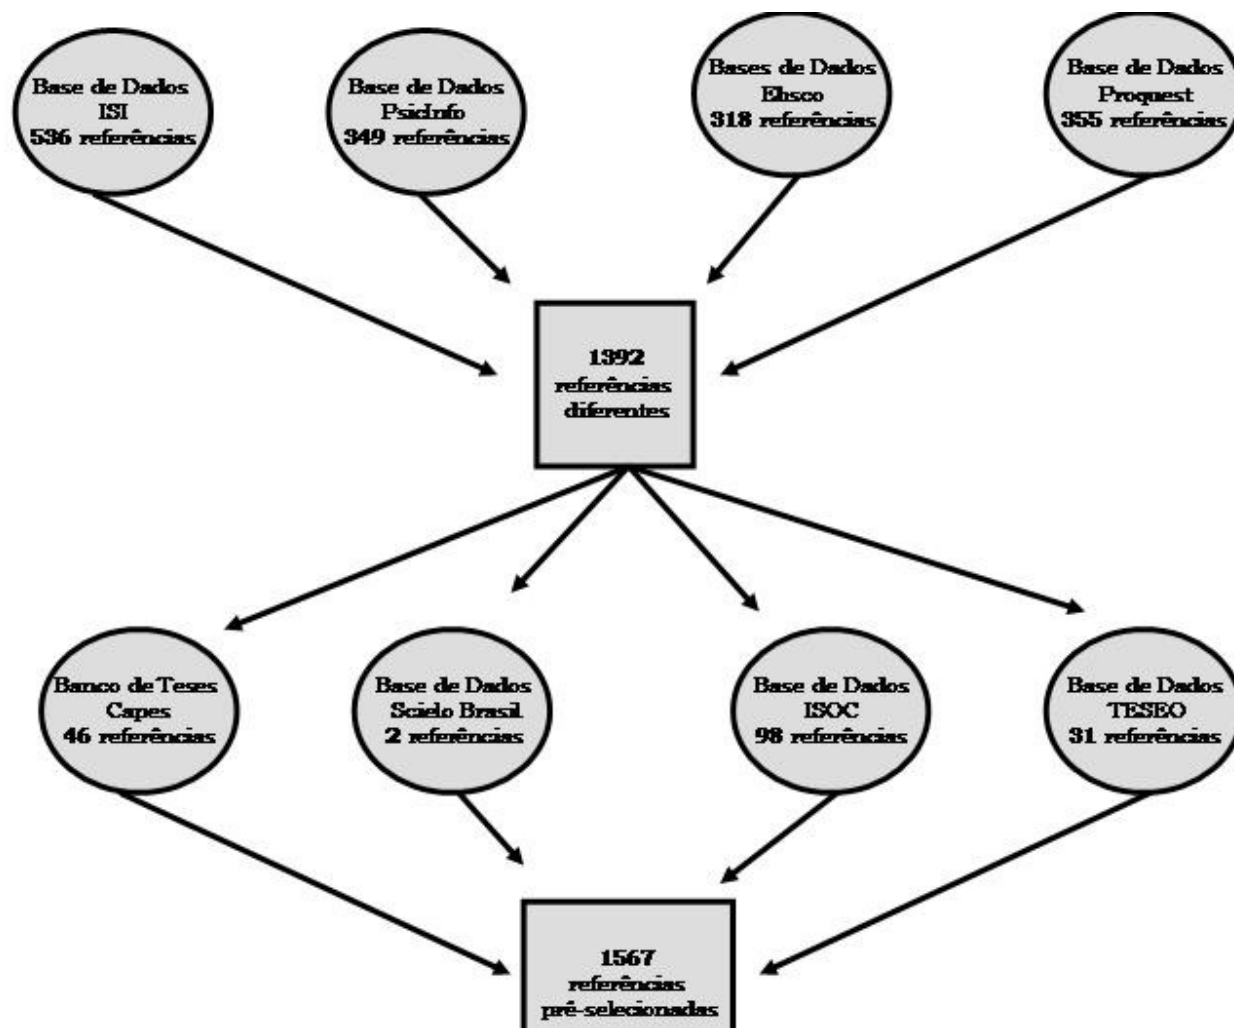 Base de Dados
ISI
536 referências
Base de Dados
PsicInfo
349 referências
Bases de Dados
Ebsco
318 referências
Base de Dados
Proquest
355 referências
1392
referências
diferentes
Banco de Teses
Capes
46 referências
Base de Dados
Scielo Brasil
2 referências
Base de Dados
ISOC
98 referências
Base de Dados
TESEO
31 referências
1567
referências
pré-selecionadas